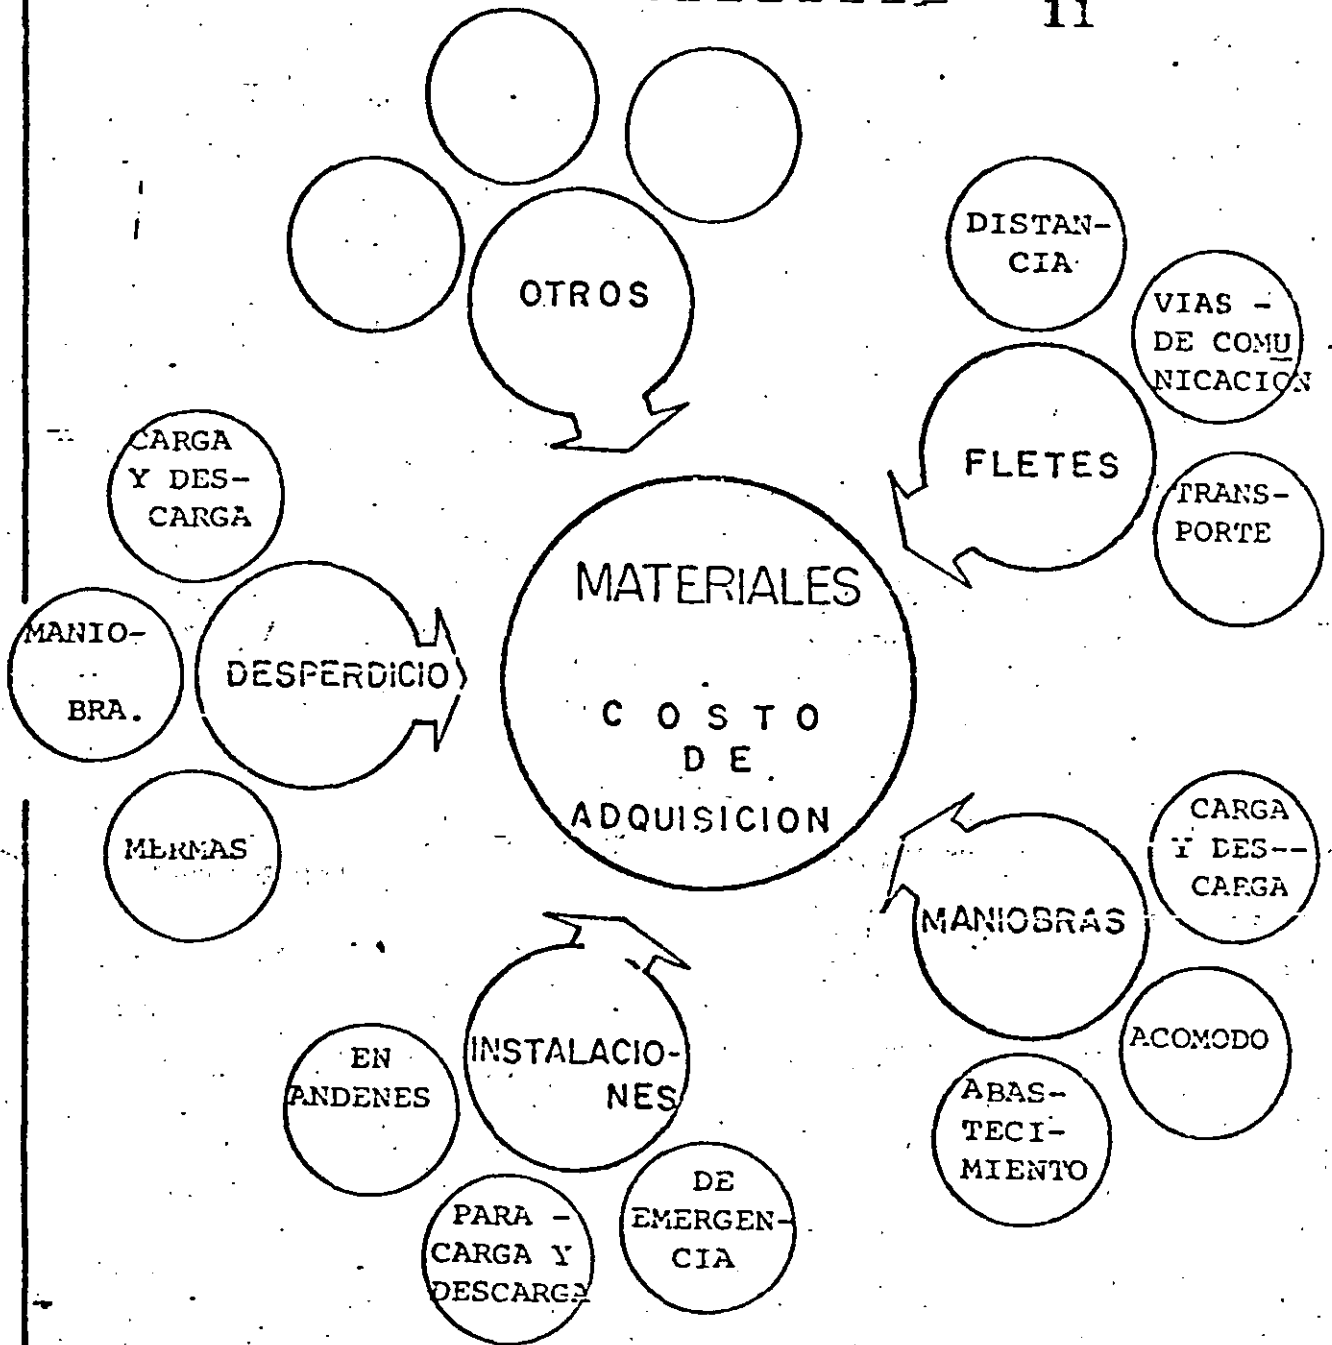 11
OTROS
DISTAN-
CIA
VIAS -
DE COMU
NICACION
FLETES
TRANS-
PORTE
CARGA
Y DES-
CARGA
MANIO-
BRA.
DESPERDICIO
MERMAS
MATERIALES
COSTO
DE
ADQUISICION
CARGA
Y DES--
CARGA
MANIOBRAS
ACOMODO
ABAS-
TECI-
MIENTO
INSTALACIO-
NES
EN
ANDENES
PARA -
CARGA Y
DESCARGA
DE
EMERGEN-
CIA